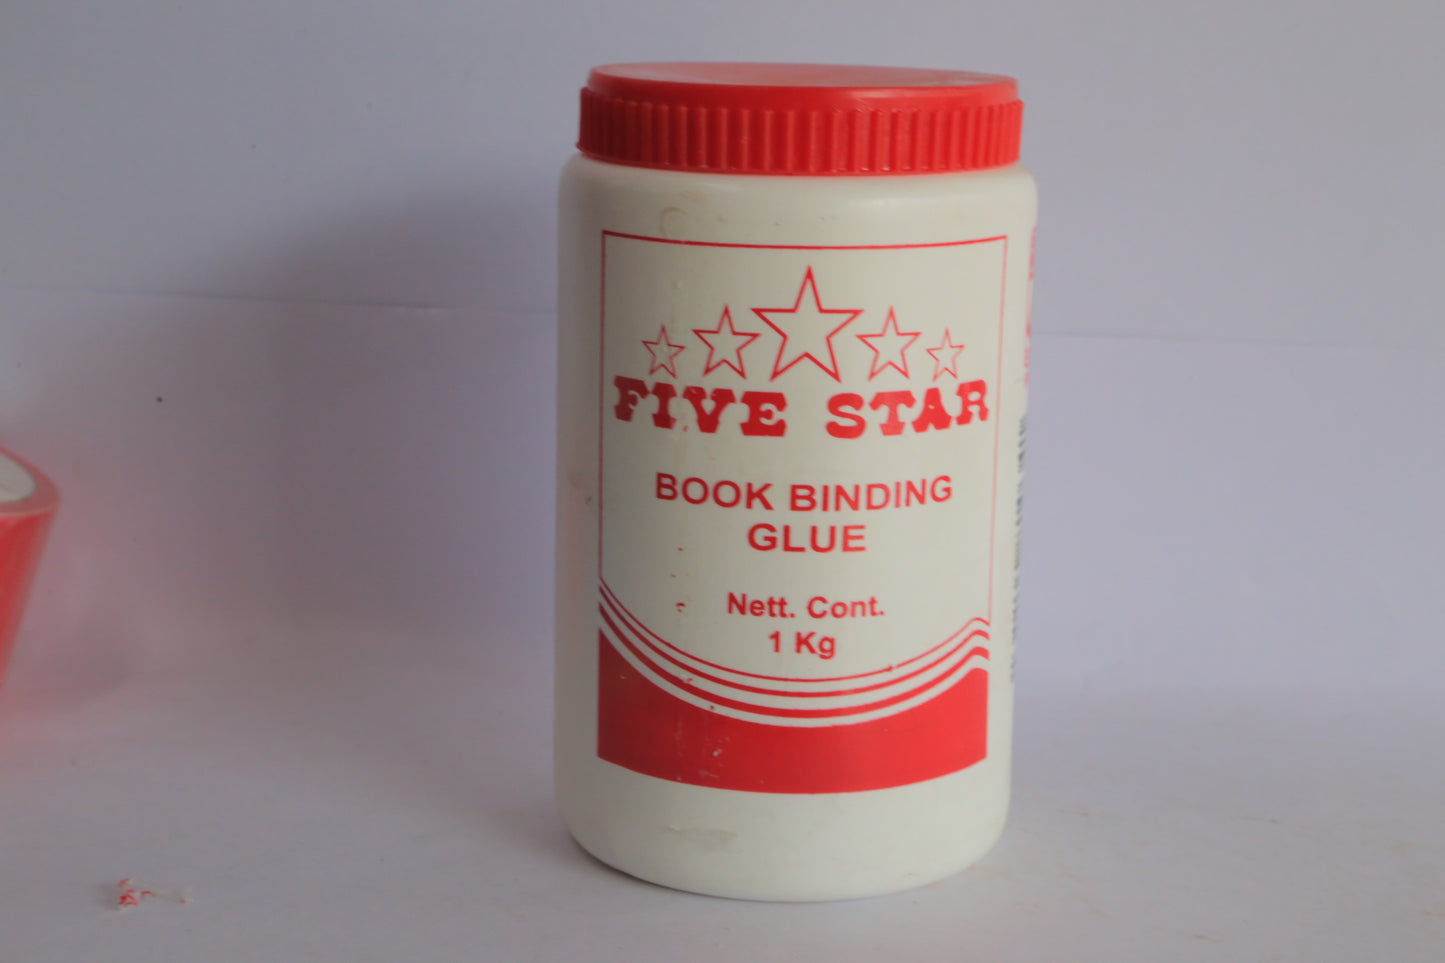 FIVE STAR
BOOK BINDING
GLUE
Nett. Cont.
1 Kg